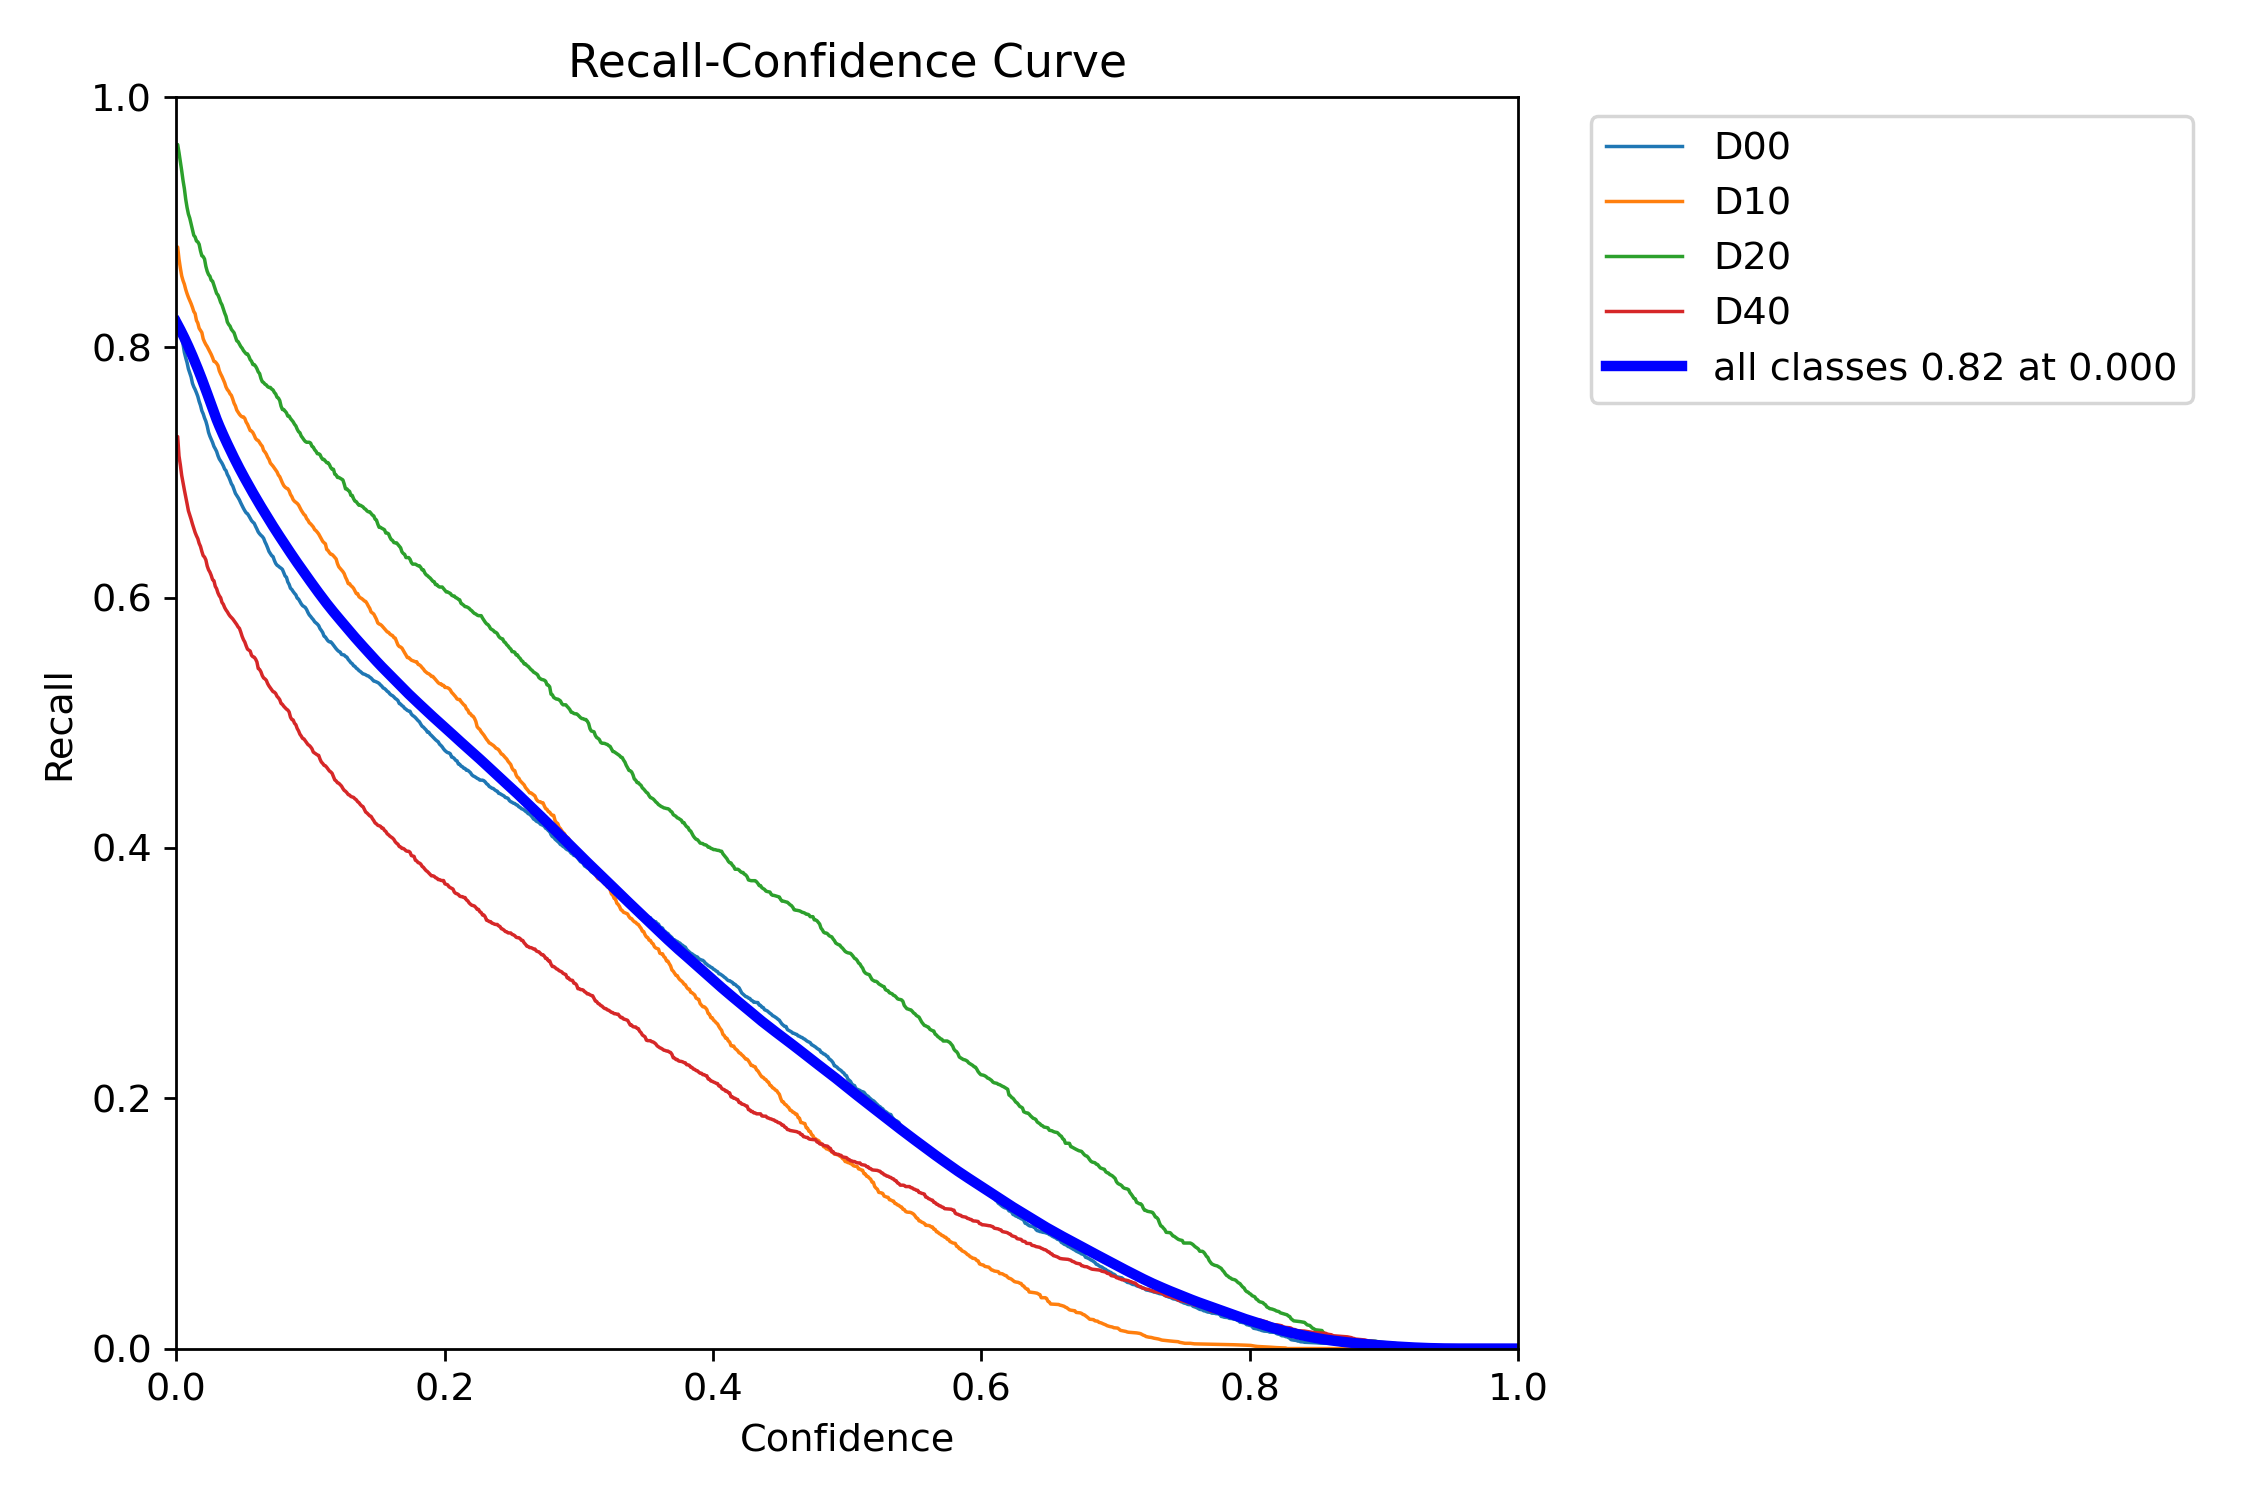 Recall-Confidence Curve
1.0
0.8
0.6
0.4
0.2
0.0
Recall
0.0 0.2 0.4 0.6 0.8 1.0
Confidence
D00
D10
D20
D40
all classes 0.82 at 0.000